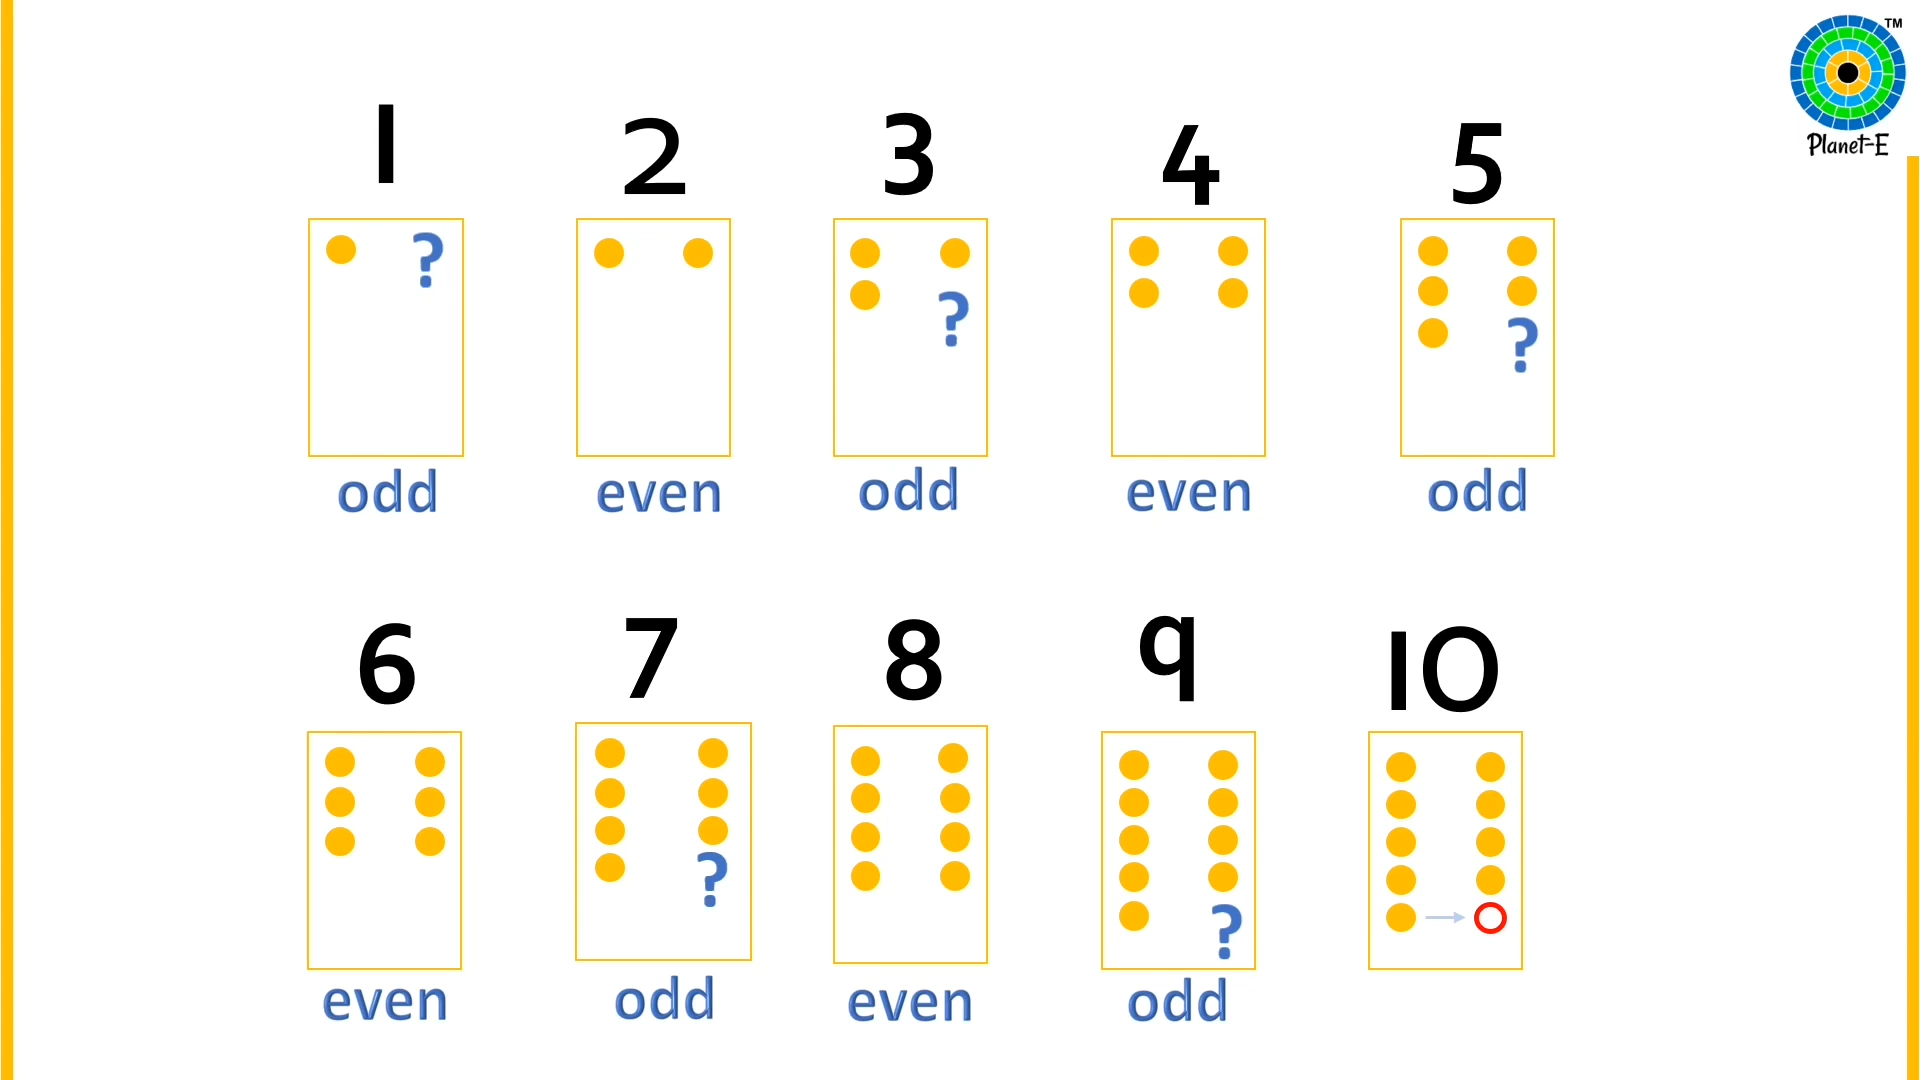 TM
Planet-E
1 2 3 4 5
? ? ?
odd even odd even odd
6 7 8 9 10
? ?
even odd even odd